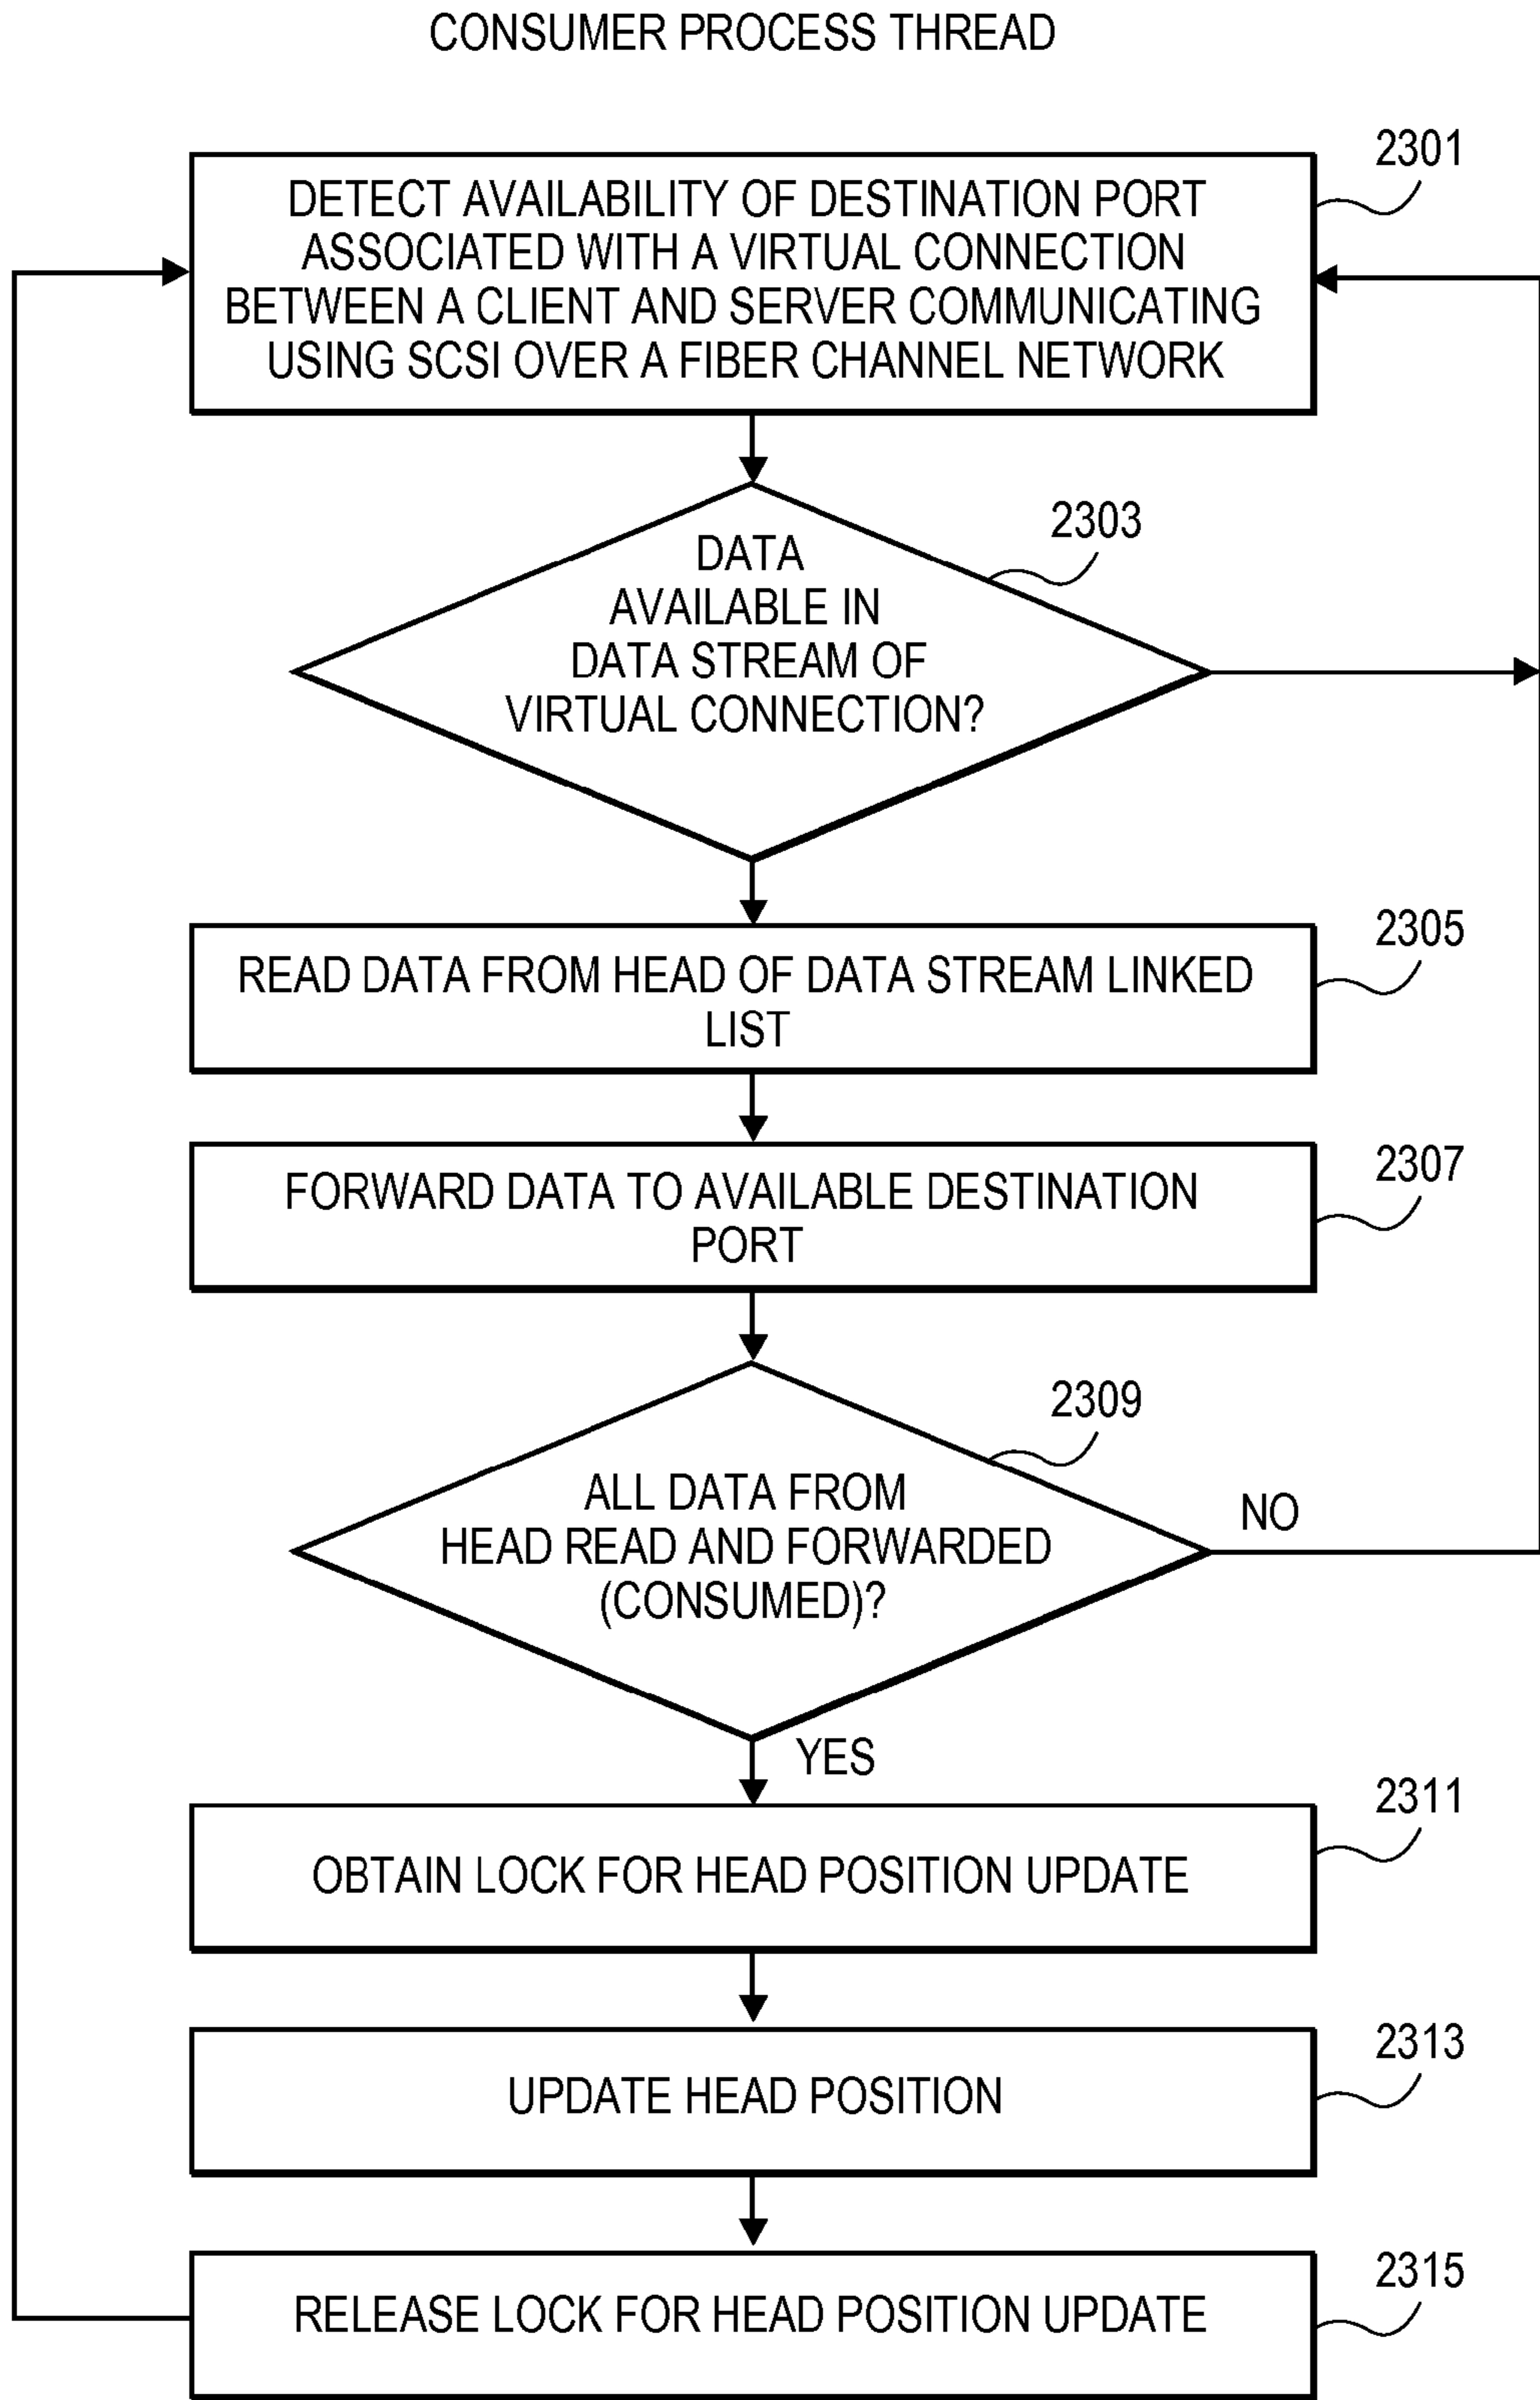 CONSUMER PROCESS THREAD
2301
DETECT AVAILABILITY OF DESTINATION PORT
ASSOCIATED WITH A VIRTUAL CONNECTION
BETWEEN A CLIENT AND SERVER COMMUNICATING
USING SCSI OVER A FIBER CHANNEL NETWORK
2303
DATA
AVAILABLE IN
DATA STREAM OF
VIRTUAL CONNECTION?
2305
READ DATA FROM HEAD OF DATA STREAM LINKED
LIST
2307
FORWARD DATA TO AVAILABLE DESTINATION
PORT
2309
ALL DATA FROM
HEAD READ AND FORWARDED
(CONSUMED)?
NO
YES
2311
OBTAIN LOCK FOR HEAD POSITION UPDATE
2313
UPDATE HEAD POSITION
2315
RELEASE LOCK FOR HEAD POSITION UPDATE